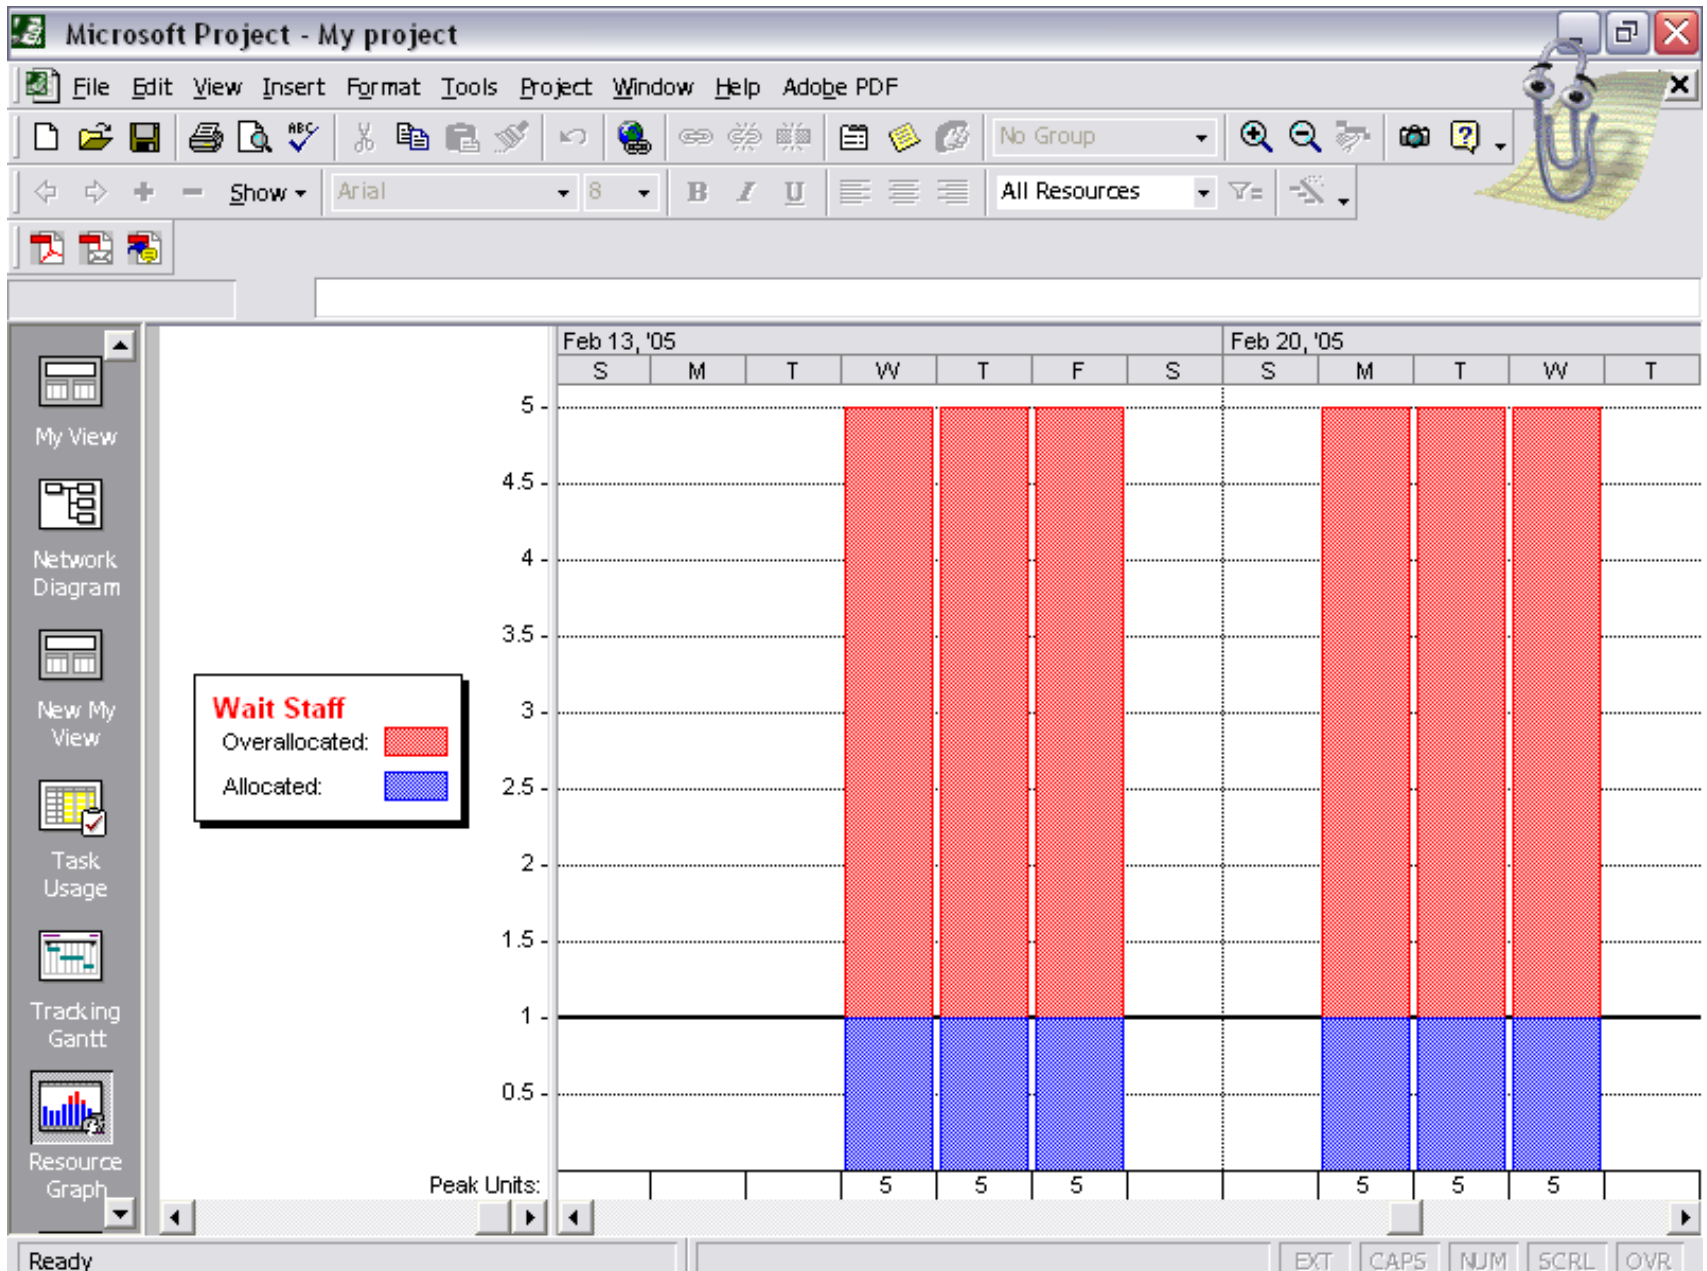 Microsoft Project - My project
File Edit View Insert Format Tools Project Window Help Adobe PDF
ABC No Group ?
Show Arial 8 B I U All Resources
Feb 13, '05 Feb 20, '05
S M T W T F S S M T W T
My View
Network
Diagram
New My
View
Task
Usage
Tracking
Gantt
Resource
Graph
Wait Staff
Overallocated:
Allocated:
5
4.5
4
3.5
3
2.5
2
1.5
1
0.5
Peak Units: 5 5 5 5 5 5
Ready EXT CAPS NUM SCRL OVR